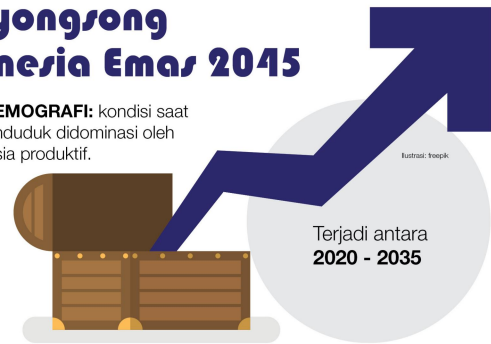 yongsong
nesia Emas 2045
EMOGRAFI: kondisi saat
nduduk didominasi oleh
sia produktif.
Ilustrasi: freepik
Terjadi antara
2020 - 2035